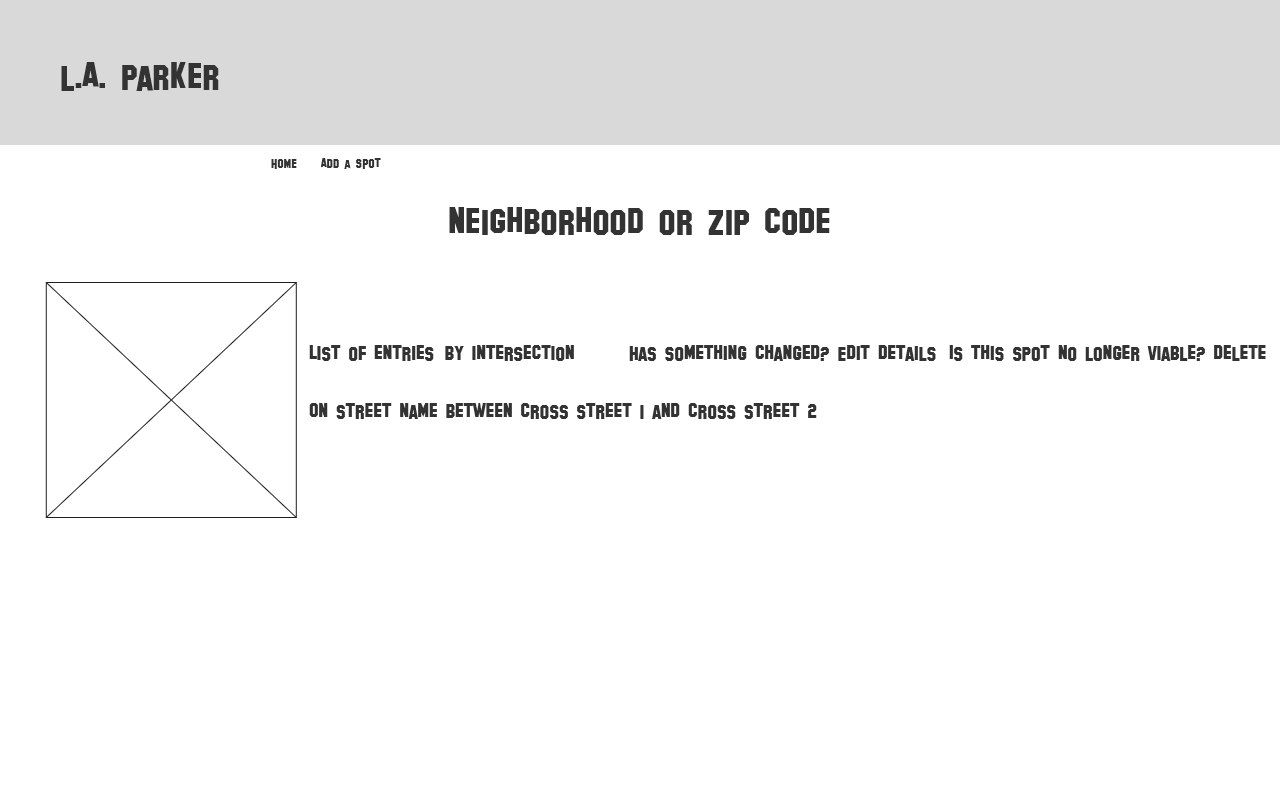 L.A. PARKER
HOME ADD A SPOT
NEIGHBORHOOD OR ZIP CODE
LIST OF ENTRIES BY INTERSECTION HAS SOMETHING CHANGED? EDIT DETAILS IS THIS SPOT NO LONGER VIABLE? DELETE
ON STREET NAME BETWEEN CROSS STREET 1 AND CROSS STREET 2